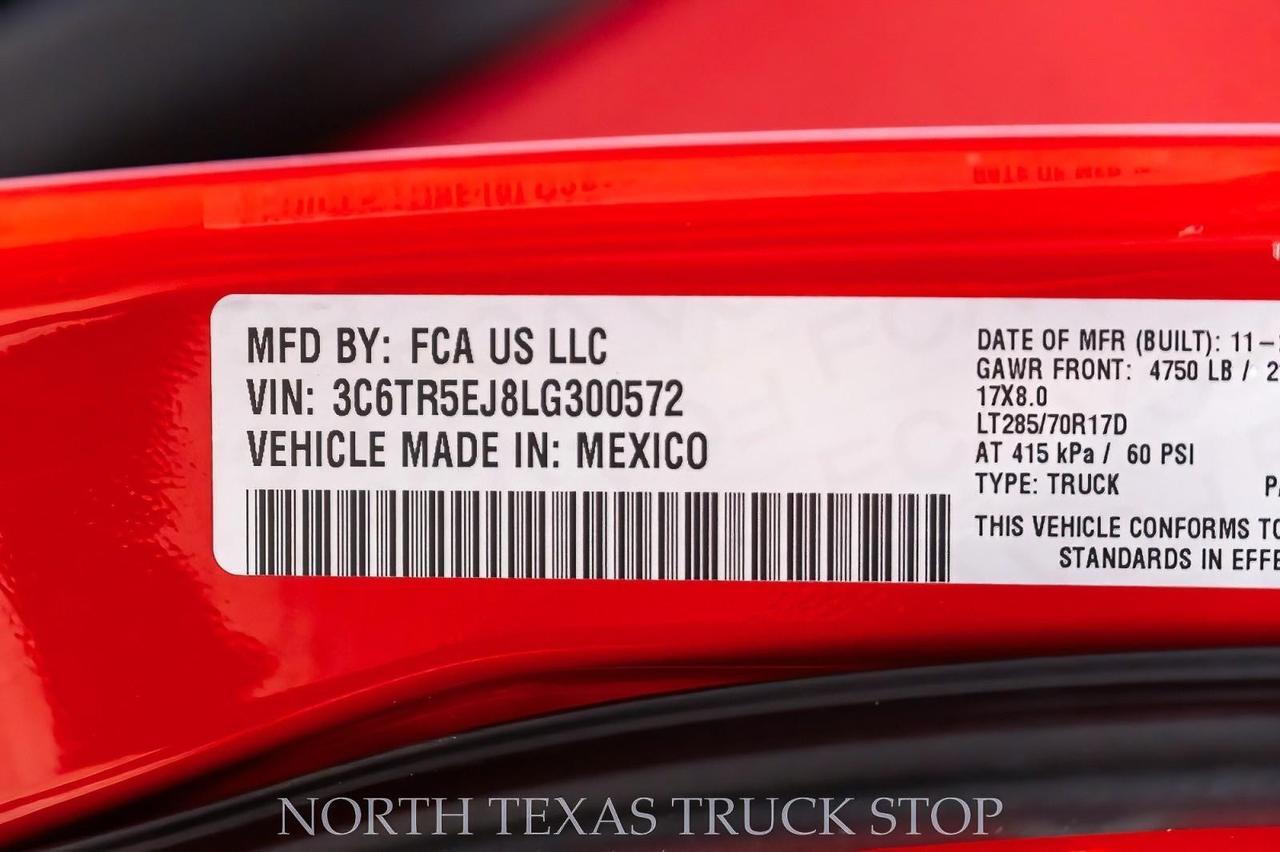 MFD BY: FCA US LLC
VIN: 3C6TR5EJ8LG300572
VEHICLE MADE IN: MEXICO
DATE OF MFR (BUILT): 11-
GAWR FRONT: 4750 LB / 2
17X8.0
LT285/70R17D
AT 415 kPa / 60 PSI
TYPE: TRUCK
THIS VEHICLE CONFORMS TO
STANDARDS IN EFFE
NORTH TEXAS TRUCK STOP